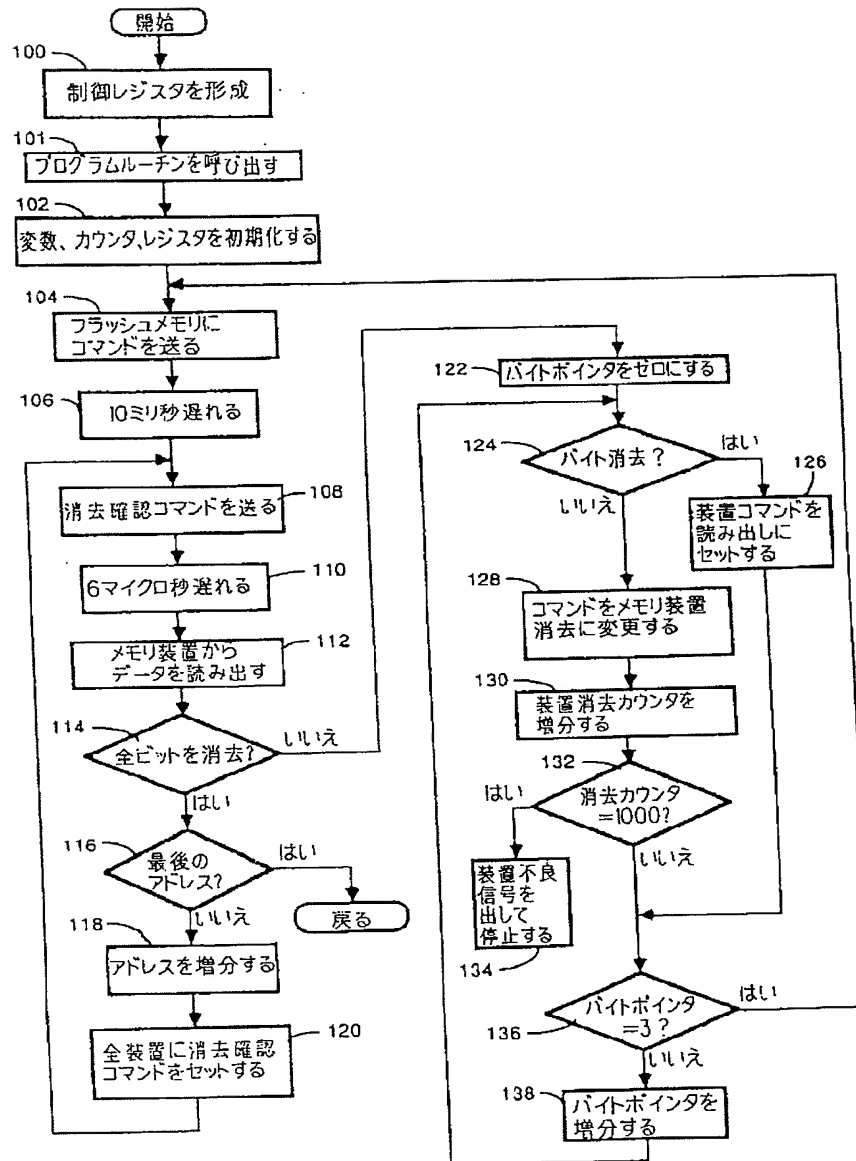 開始
100
制御レジスタを形成
101
プログラムルーチンを呼び出す
102
変数、カウンタ、レジスタを初期化する
104
フラッシュメモリに
コマンドを送る
106
10ミリ秒遅れる
108
消去確認コマンドを送る
110
6マイクロ秒遅れる
112
メモリ装置から
データを読み出す
114
全ビットを消去?
いいえ
はい
116
最後の
アドレス?
はい
戻る
いいえ
118
アドレスを増分する
120
全装置に消去確認
コマンドをセットする
122
バイトポインタをゼロにする
124
バイト消去?
はい
いいえ
126
装置コマンドを
読み出しに
セットする
128
コマンドをメモリ装置
消去に変更する
130
装置消去カウンタを
増分する
132
消去カウンタ
=1000?
はい
いいえ
装置不良
信号を
出して
停止する
134
136
バイトポインタ
=3?
はい
いいえ
138
バイトポインタを
増分する